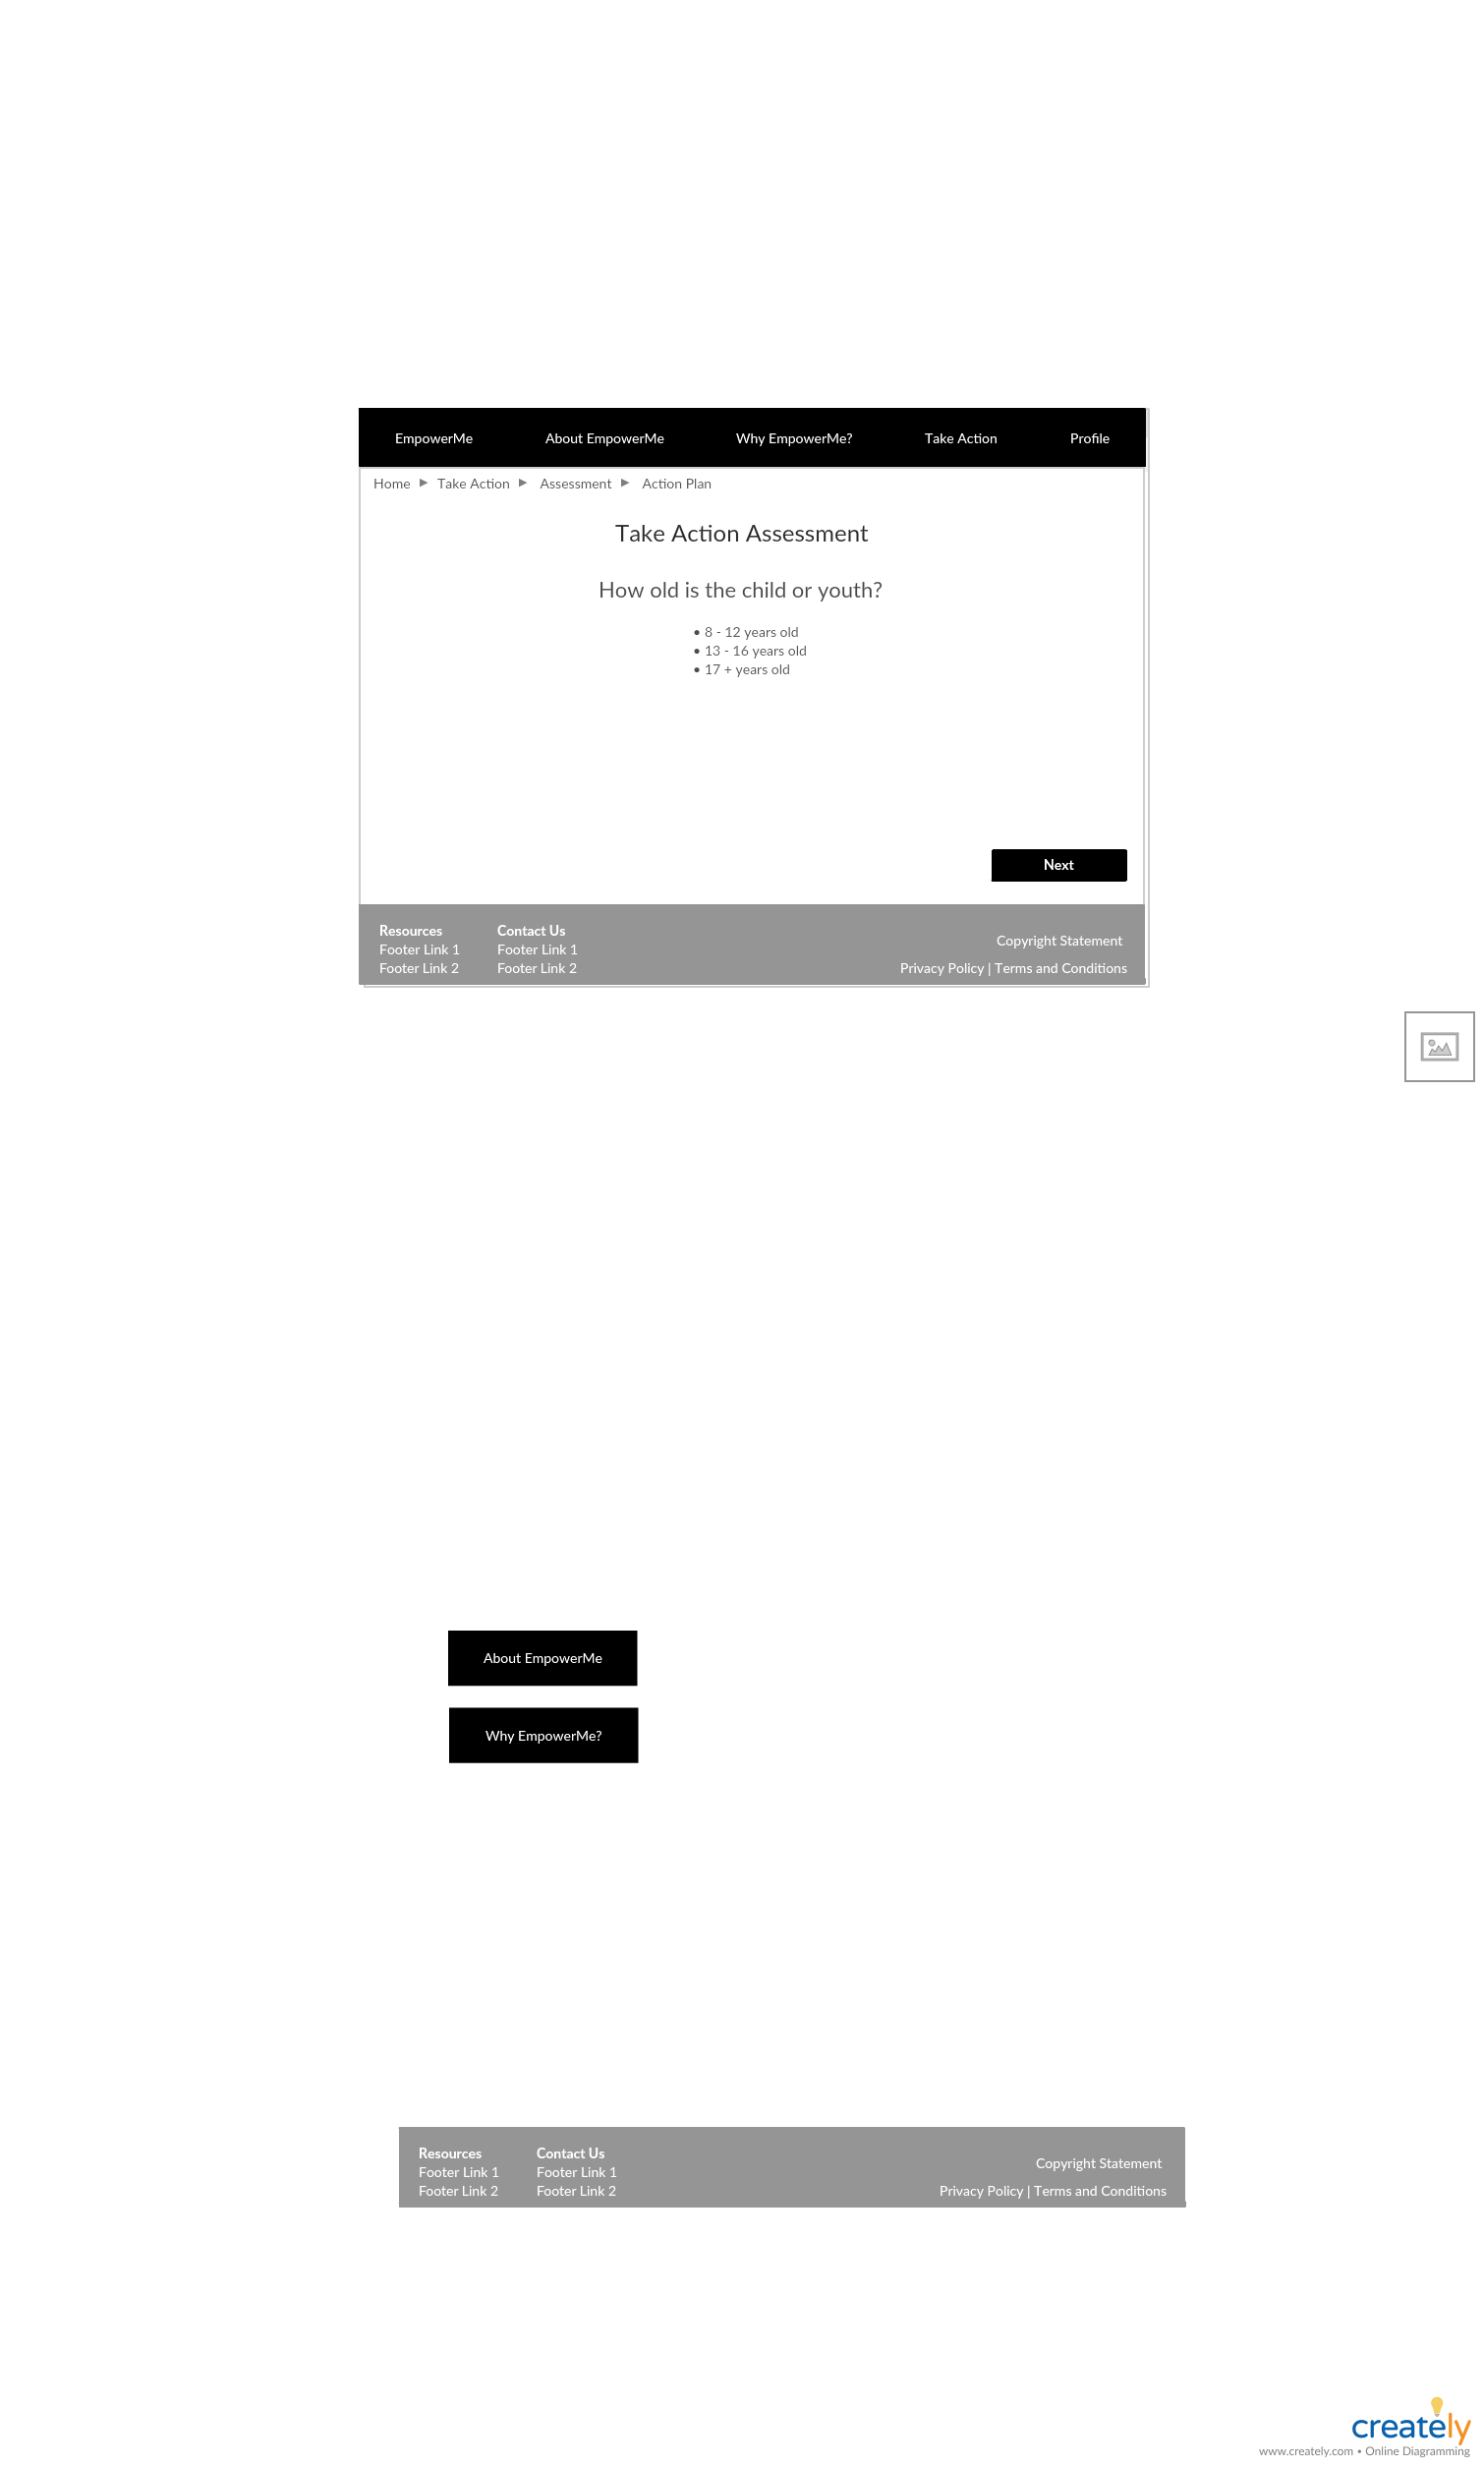 EmpowerMe About EmpowerMe Why EmpowerMe? Take Action Profile
Home Take Action Assessment Action Plan
Take Action Assessment
How old is the child or youth?
• 8 - 12 years old
• 13 - 16 years old
• 17 + years old
Next
Resources Contact Us
Copyright Statement
Footer Link 1 Footer Link 1
Footer Link 2 Footer Link 2 Privacy Policy | Terms and Conditions
About EmpowerMe
Why EmpowerMe?
Resources Contact Us
Copyright Statement
Footer Link 1 Footer Link 1
Footer Link 2 Footer Link 2 Privacy Policy | Terms and Conditions
creately
www.creately.com • Online Diagramming